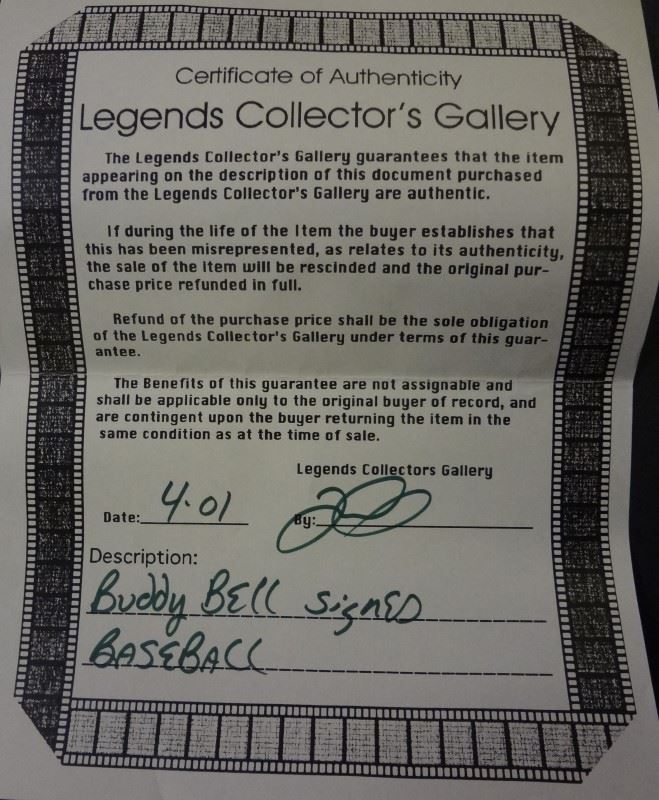 Certificate of Authenticity
Legends Collector's Gallery
The Legends Collector's Gallery guarantees that the item
appearing on the description of this document purchased
from the Legends Collector's Gallery are authentic.
If during the life of the Item the buyer establishes that
this has been misrepresented, as relates to its authenticity,
the sale of the item will be rescinded and the original pur-
chase price refunded in full.
Refund of the purchase price shall be the sole obligation
of the Legends Collector's Gallery under terms of this guar-
antee.
The Benefits of this guarantee are not assignable and
shall be applicable only to the original buyer of record, and
are contingent upon the buyer returning the item in the
same condition as at the time of sale.
Legends Collectors Gallery
Date: 4.01 By:
Description:
Buddy BELL SignED
BASEBALL